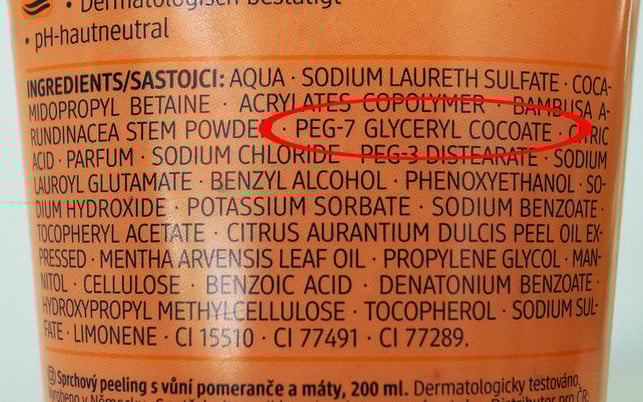 • Dermatologisch bestätigt
• pH-hautneutral
INGREDIENTS/SASTOJCI: AQUA · SODIUM LAURETH SULFATE · COCA-
MIDOPROPYL BETAINE · ACRYLATES COPOLYMER · BAMBUSA A-
RUNDINACEA STEM POWDER · PEG-7 GLYCERYL COCOATE · CITRIC
ACID · PARFUM · SODIUM CHLORIDE · PEG-3 DISTEARATE · SODIUM
LAUROYL GLUTAMATE · BENZYL ALCOHOL · PHENOXYETHANOL · SO-
DIUM HYDROXIDE · POTASSIUM SORBATE · SODIUM BENZOATE ·
TOCOPHERYL ACETATE · CITRUS AURANTIUM DULCIS PEEL OIL EX-
PRESSED · MENTHA ARVENSIS LEAF OIL · PROPYLENE GLYCOL · MAN-
NITOL · CELLULOSE · BENZOIC ACID · DENATONIUM BENZOATE ·
HYDROXYPROPYL METHYLCELLULOSE · TOCOPHEROL · SODIUM SUL-
FATE · LIMONENE · CI 15510 · CI 77491 · CI 77289.
Sprchový peeling s vůní pomeranče a máty, 200 ml. Dermatologicky testováno.